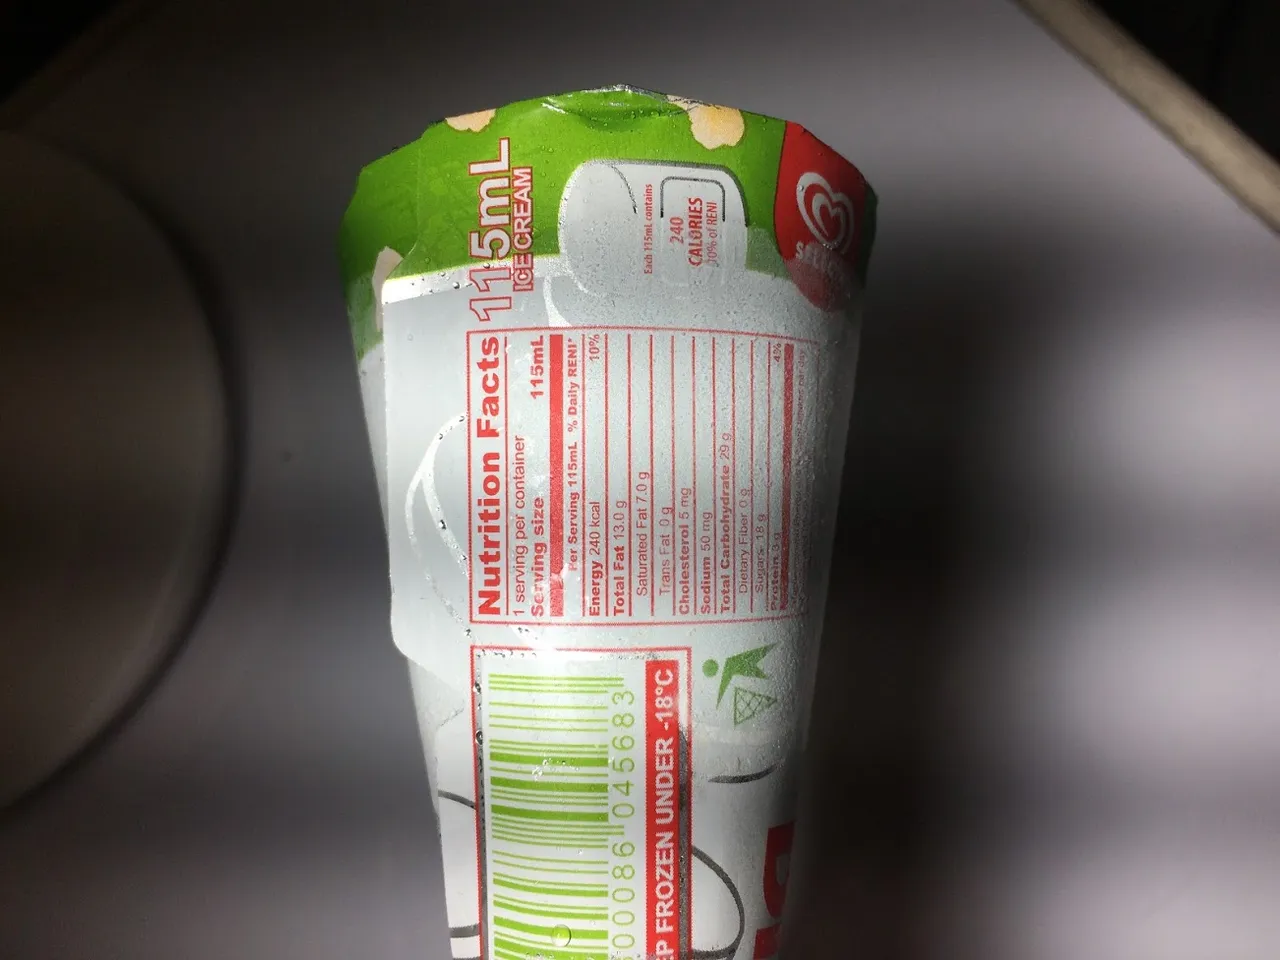 115mL
ICE CREAM
Each 115mL contains
240
CALORIES
10% of RENI
SELECTA
Nutrition Facts
1 serving per container
Serving size 115mL
Per Serving 115mL % Daily RENI*
Energy 240 kcal 10%
Total Fat 13.0 g
Saturated Fat 7.0 g
Trans Fat 0 g
Cholesterol 5 mg
Sodium 50 mg
Total Carbohydrate 29 g
Dietary Fiber 0 g
Sugars 18 g
Protein 3 g 4%
00086 045683
EP FROZEN UNDER -18°C